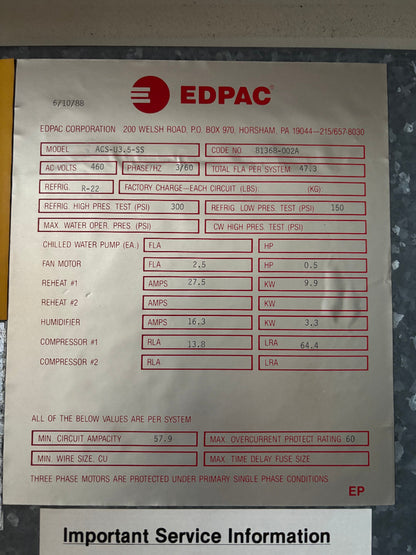 EDPAC
6/10/88
EDPAC CORPORATION 200 WELSH ROAD, P.O. BOX 970, HORSHAM, PA 19044—215/657-8030
MODEL ACS-U3.5-SS CODE NO 81368-002A
AC VOLTS 460 PHASE/HZ 3/60 TOTAL FLA PER SYSTEM 47.3
REFRIG. R-22 FACTORY CHARGE—EACH CIRCUIT (LBS) (KG)
REFRIG. HIGH PRES. TEST (PSI) 300 REFRIG. LOW PRES. TEST (PSI) 150
MAX. WATER OPER. PRES. (PSI) CW HIGH PRES. TEST (PSI)
CHILLED WATER PUMP (EA.) FLA HP
FAN MOTOR FLA 2.5 HP 0.5
REHEAT #1 AMPS 27.5 KW 9.9
REHEAT #2 AMPS KW
HUMIDIFIER AMPS 16.3 KW 3.3
COMPRESSOR #1 RLA 13.8 LRA 64.4
COMPRESSOR #2 RLA LRA
ALL OF THE BELOW VALUES ARE PER SYSTEM
MIN. CIRCUIT AMPACITY 57.9 MAX. OVERCURRENT PROTECT RATING 60
MIN. WIRE SIZE, CU MAX. TIME DELAY FUSE SIZE
THREE PHASE MOTORS ARE PROTECTED UNDER PRIMARY SINGLE PHASE CONDITIONS
EP
Important Service Information